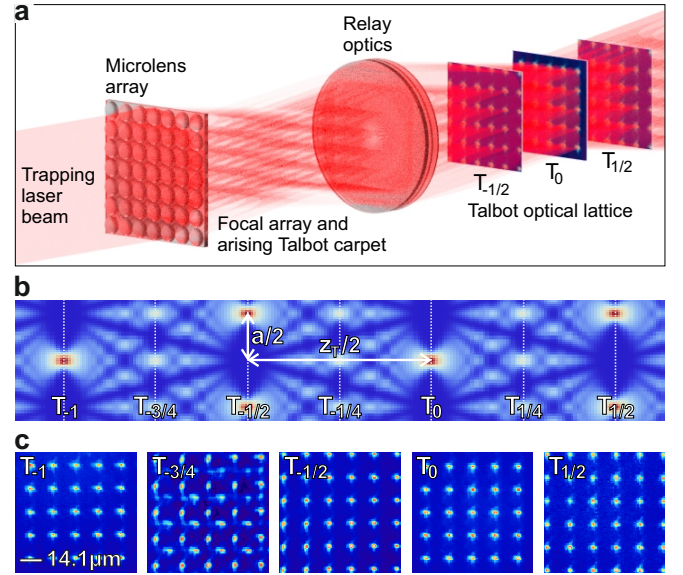 a
Relay
optics
Microlens
array
Trapping
laser
beam
Focal array and
arising Talbot carpet
T-1/2
T0
T1/2
Talbot optical lattice
b
a/2
zT/2
T-1
T-3/4
T-1/2
T-1/4
T0
T1/4
T1/2
c
T-1
T-3/4
T-1/2
T0
T1/2
14.1μm